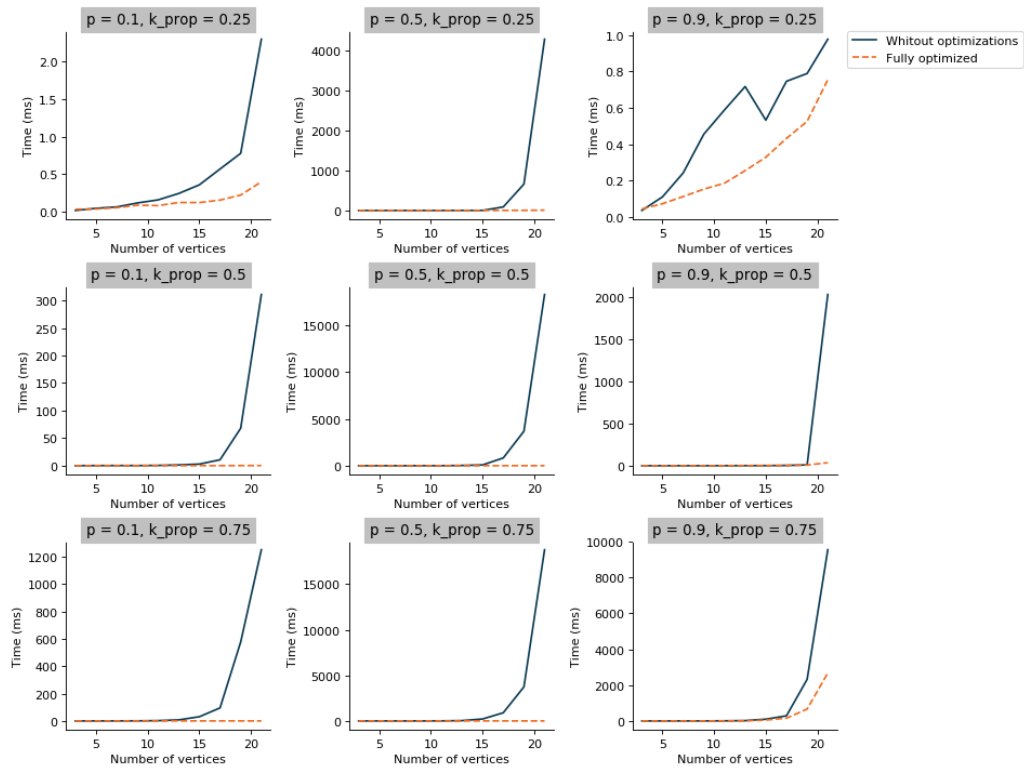 p = 0.1, k_prop = 0.25
p = 0.5, k_prop = 0.25
p = 0.9, k_prop = 0.25
Whitout optimizations
Fully optimized
Time (ms)
2.0
1.5
1.0
0.5
0.0
5 10 15 20
Number of vertices
Time (ms)
4000
3000
2000
1000
0
5 10 15 20
Number of vertices
Time (ms)
1.0
0.8
0.6
0.4
0.2
0.0
5 10 15 20
Number of vertices
p = 0.1, k_prop = 0.5
p = 0.5, k_prop = 0.5
p = 0.9, k_prop = 0.5
Time (ms)
300
250
200
150
100
50
0
5 10 15 20
Number of vertices
Time (ms)
15000
10000
5000
0
5 10 15 20
Number of vertices
Time (ms)
2000
1500
1000
500
0
5 10 15 20
Number of vertices
p = 0.1, k_prop = 0.75
p = 0.5, k_prop = 0.75
p = 0.9, k_prop = 0.75
Time (ms)
1200
1000
800
600
400
200
0
5 10 15 20
Number of vertices
Time (ms)
15000
10000
5000
0
5 10 15 20
Number of vertices
Time (ms)
10000
8000
6000
4000
2000
0
5 10 15 20
Number of vertices